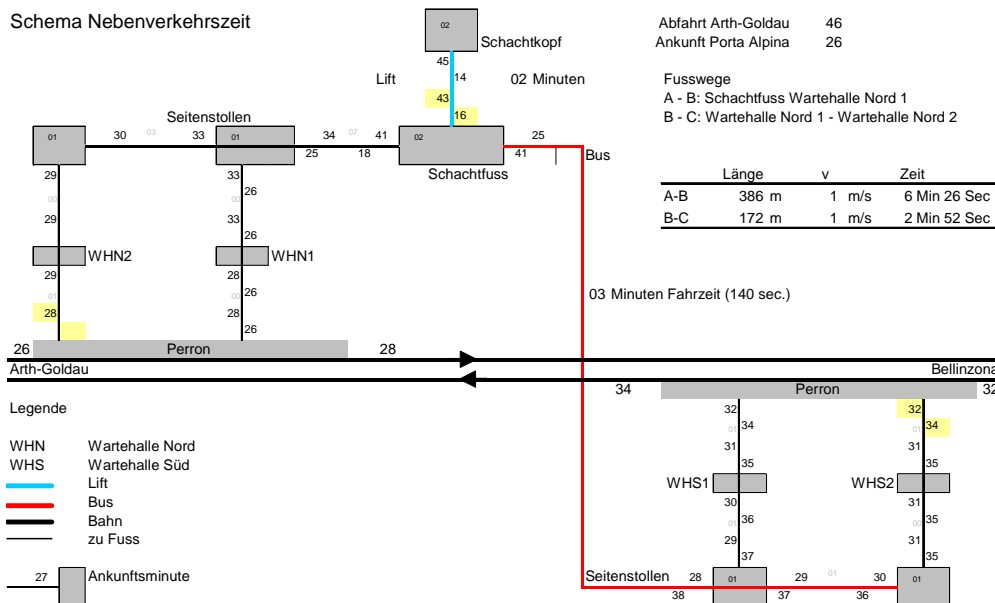 Schema Nebenverkehrszeit
02
Schachtkopf
Abfahrt Arth-Goldau 46
Ankunft Porta Alpina 26
45
14
Lift
02 Minuten
43
16
Fusswege
A - B: Schachtfuss Wartehalle Nord 1
B - C: Wartehalle Nord 1 - Wartehalle Nord 2
Seitenstollen
01
30
03
33
01
34
07
41
02
25
25
18
41
Bus
Schachtfuss
Länge v Zeit
A-B 386 m 1 m/s 6 Min 26 Sec
B-C 172 m 1 m/s 2 Min 52 Sec
29
00
29
WHN2
29
01
28
33
26
00
33
26
WHN1
28
26
00
28
26
03 Minuten Fahrzeit (140 sec.)
26
Perron
28
Arth-Goldau
Bellinzona
34
Perron
32
Legende
WHN Wartehalle Nord
WHS Wartehalle Süd
Lift
Bus
Bahn
zu Fuss
27 Ankunftsminute
32
34
01
31
35
WHS1
30
36
01
29
37
32
34
01
31
35
WHS2
31
35
00
31
35
Seitenstollen
28
01
29
01
30
01
38
37
36